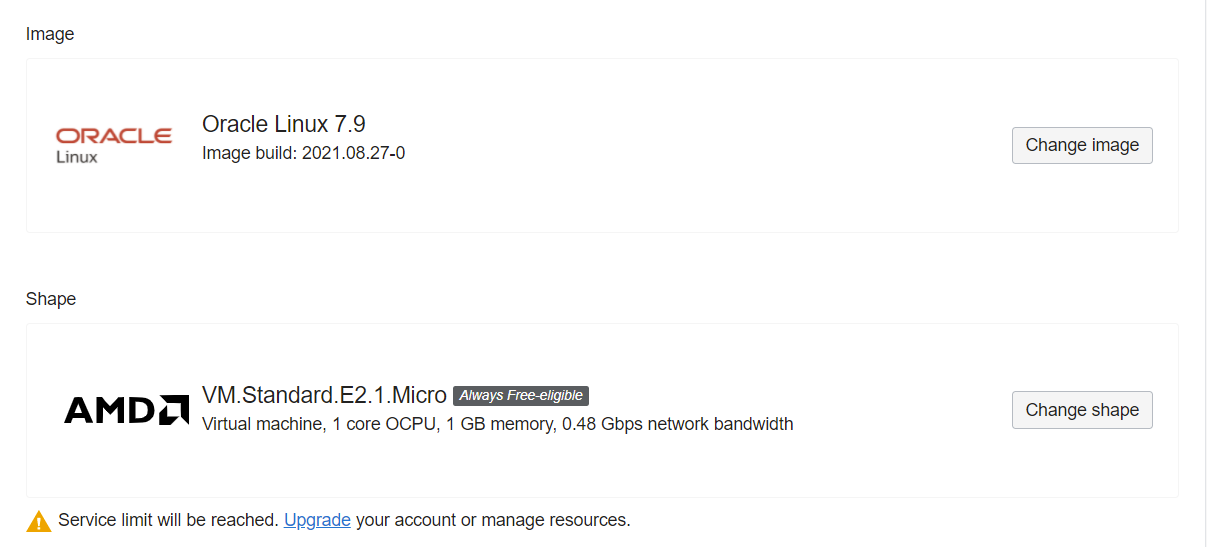 Image
ORACLE
Linux
Oracle Linux 7.9
Image build: 2021.08.27-0
Change image
Shape
AMD
VM.Standard.E2.1.Micro Always Free-eligible
Virtual machine, 1 core OCPU, 1 GB memory, 0.48 Gbps network bandwidth
Change shape
Service limit will be reached. Upgrade your account or manage resources.